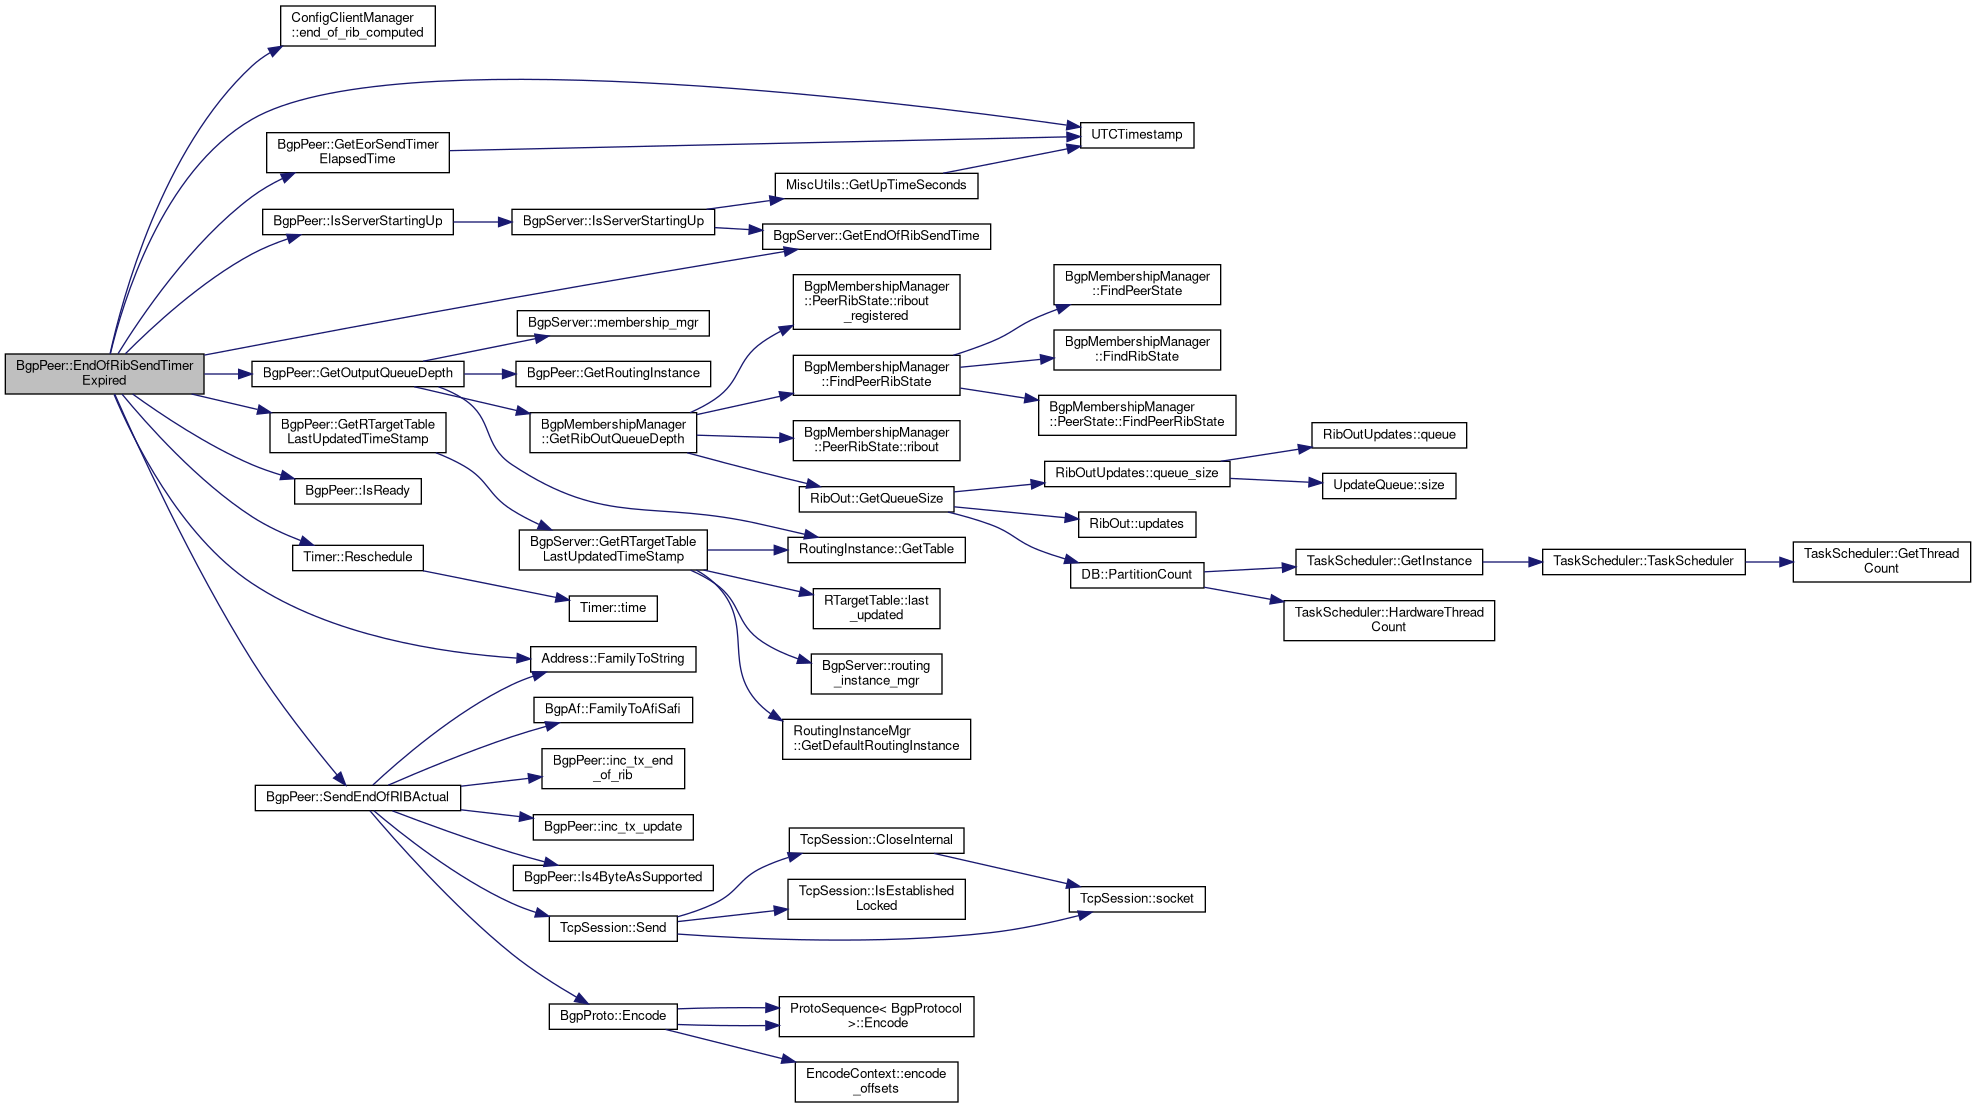 ConfigClientManager
::end_of_rib_computed
UTCTimestamp
BgpPeer::GetEorSendTimer
ElapsedTime
MiscUtils::GetUpTimeSeconds
BgpPeer::IsServerStartingUp
BgpServer::IsServerStartingUp
BgpServer::GetEndOfRibSendTime
BgpMembershipManager
::FindPeerState
BgpMembershipManager
::PeerRibState::ribout
_registered
BgpServer::membership_mgr
BgpMembershipManager
::FindRibState
BgpPeer::EndOfRibSendTimer
Expired
BgpPeer::GetOutputQueueDepth
BgpPeer::GetRoutingInstance
BgpMembershipManager
::FindPeerRibState
BgpMembershipManager
::PeerState::FindPeerRibState
BgpPeer::GetRTargetTable
LastUpdatedTimeStamp
BgpMembershipManager
::GetRibOutQueueDepth
BgpMembershipManager
::PeerRibState::ribout
RibOutUpdates::queue
RibOutUpdates::queue_size
UpdateQueue::size
BgpPeer::IsReady
RibOut::GetQueueSize
RibOut::updates
Timer::Reschedule
BgpServer::GetRTargetTable
LastUpdatedTimeStamp
RoutingInstance::GetTable
DB::PartitionCount
TaskScheduler::GetInstance
TaskScheduler::TaskScheduler
TaskScheduler::GetThread
Count
Timer::time
RTargetTable::last
_updated
TaskScheduler::HardwareThread
Count
Address::FamilyToString
BgpServer::routing
_instance_mgr
BgpAf::FamilyToAfiSafi
RoutingInstanceMgr
::GetDefaultRoutingInstance
BgpPeer::inc_tx_end
_of_rib
BgpPeer::SendEndOfRIBActual
BgpPeer::inc_tx_update
TcpSession::CloseInternal
BgpPeer::Is4ByteAsSupported
TcpSession::IsEstablished
Locked
TcpSession::socket
TcpSession::Send
BgpProto::Encode
ProtoSequence< BgpProtocol
>::Encode
EncodeContext::encode
_offsets